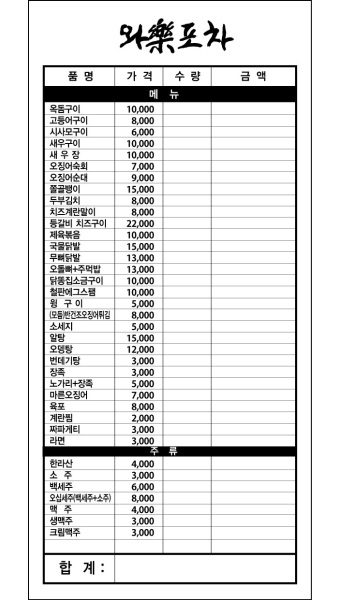 와樂포차
품 명 가 격 수 량 금 액
메 뉴
옥돔구이 10,000
고등어구이 8,000
시사모구이 6,000
새우구이 10,000
새 우 장 10,000
오징어숙회 7,000
오징어순대 9,000
쫄골뱅이 15,000
두부김치 8,000
치즈계란말이 8,000
등갈비 치즈구이 22,000
제육볶음 10,000
국물닭발 15,000
무뼈닭발 13,000
오돌뼈+주먹밥 13,000
닭똥집소금구이 10,000
철판에그스팸 10,000
윙 구 이 5,000
(모듬)반건조오징어튀김 8,000
소세지 5,000
알탕 15,000
오뎅탕 12,000
번데기탕 3,000
장족 3,000
노가리+장족 5,000
마른오징어 7,000
육포 8,000
계란찜 2,000
짜파게티 3,000
라면 3,000
주 류
한라산 4,000
소 주 3,000
백세주 6,000
오십세주(백세주+소주) 8,000
맥 주 4,000
생맥주 3,000
크림맥주 3,000
합 계 :